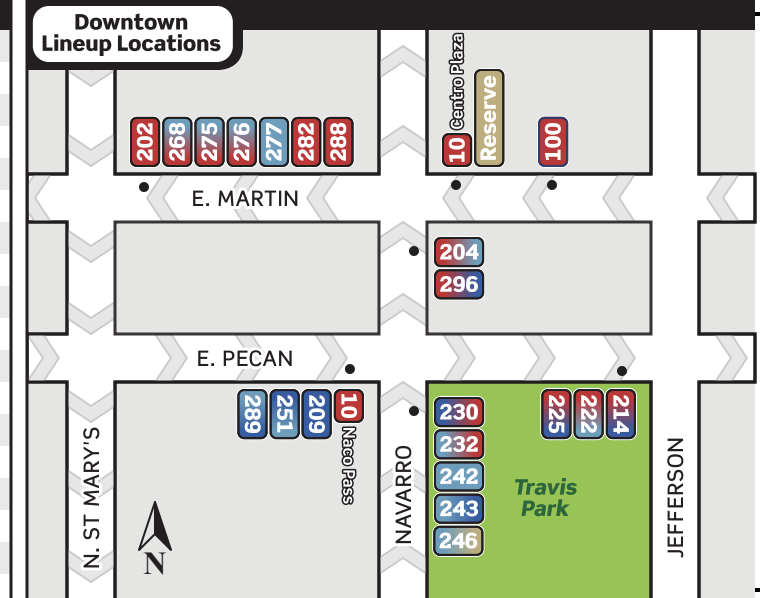 Downtown
Lineup Locations
202
268
275
276
277
282
288
10 Centro Plaza
Reserve
100
E. MARTIN
204
296
E. PECAN
289
251
209
10 Naco Pass
230
232
242
243
246
225
222
214
Travis
Park
N. ST MARY'S
NAVARRO
JEFFERSON
N